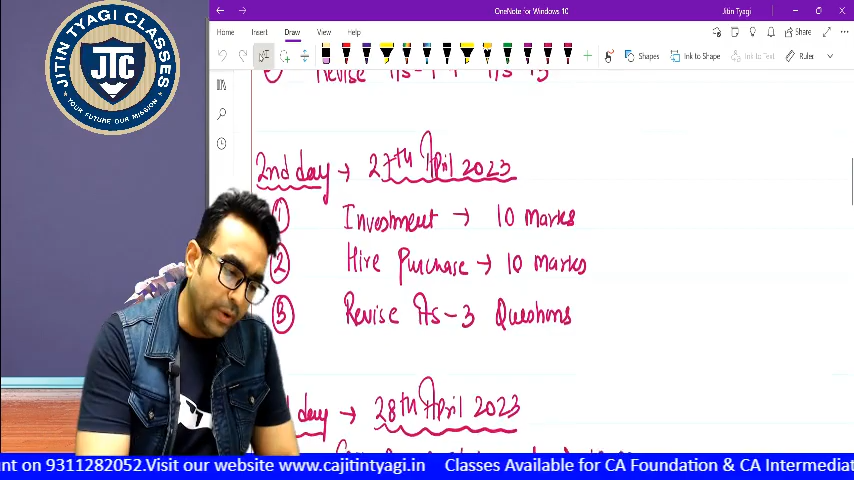 JITIN TYAGI CLASSES
JTC
"YOUR FUTURE OUR MISSION"
OneNote for Windows 10
Jitin Tyagi
Home Insert Draw View Help
Share
Shapes Ink to Shape Ink to Text Ruler
Revise As-
2nd day → 27th April 2023
1 Investment → 10 marks
2 Hire Purchase → 10 marks
3 Revise As-3 Questions
day → 28th April 2023
nt on 9311282052.Visit our website www.cajitintyagi.in Classes Available for CA Foundation & CA Intermediat